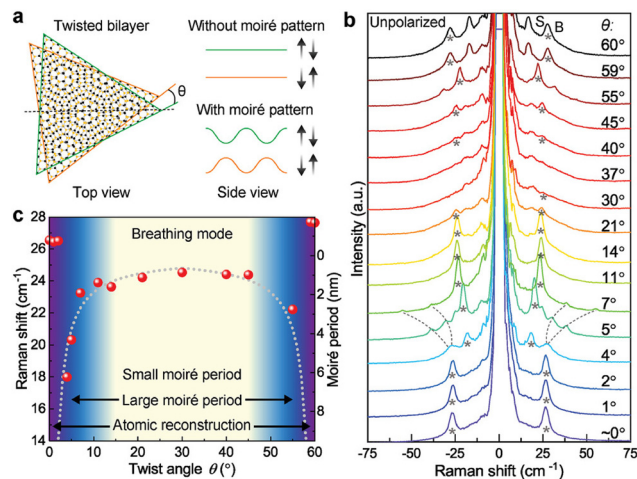 a
Twisted bilayer
θ
Top view
Without moiré pattern
With moiré pattern
Side view
b
Unpolarized
S
B
θ:
60°
59°
55°
45°
40°
37°
30°
21°
14°
11°
7°
5°
4°
2°
1°
~0°
Intensity (a.u.)
-75 -50 -25 0 25 50 75
Raman shift (cm⁻¹)
c
Breathing mode
Small moiré period
Large moiré period
Atomic reconstruction
28
26
24
22
20
18
16
14
Raman shift (cm⁻¹)
0
2
4
6
8
Moiré period (nm)
0 10 20 30 40 50 60
Twist angle θ (°)